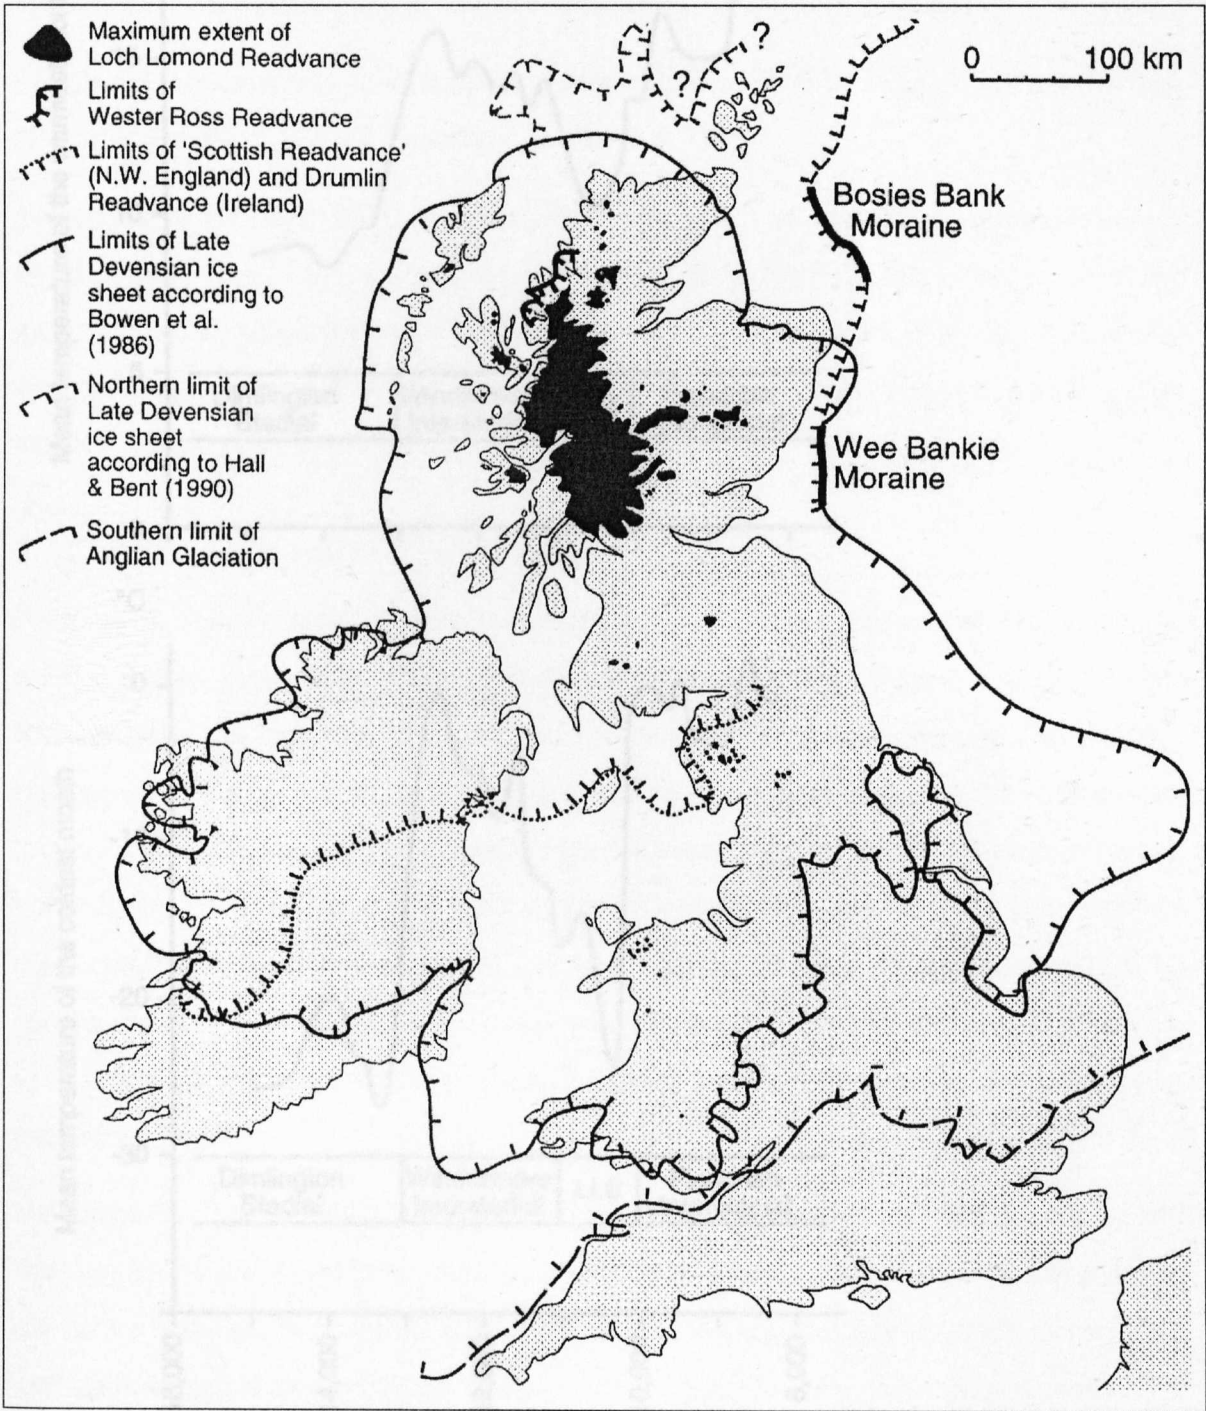 Maximum extent of
Loch Lomond Readvance
Limits of
Wester Ross Readvance
Limits of 'Scottish Readvance'
(N.W. England) and Drumlin
Readvance (Ireland)
Limits of Late
Devensian ice
sheet according to
Bowen et al.
(1986)
Northern limit of
Late Devensian
ice sheet
according to Hall
& Bent (1990)
Southern limit of
Anglian Glaciation
?
?
0 100 km
Bosies Bank
Moraine
Wee Bankie
Moraine